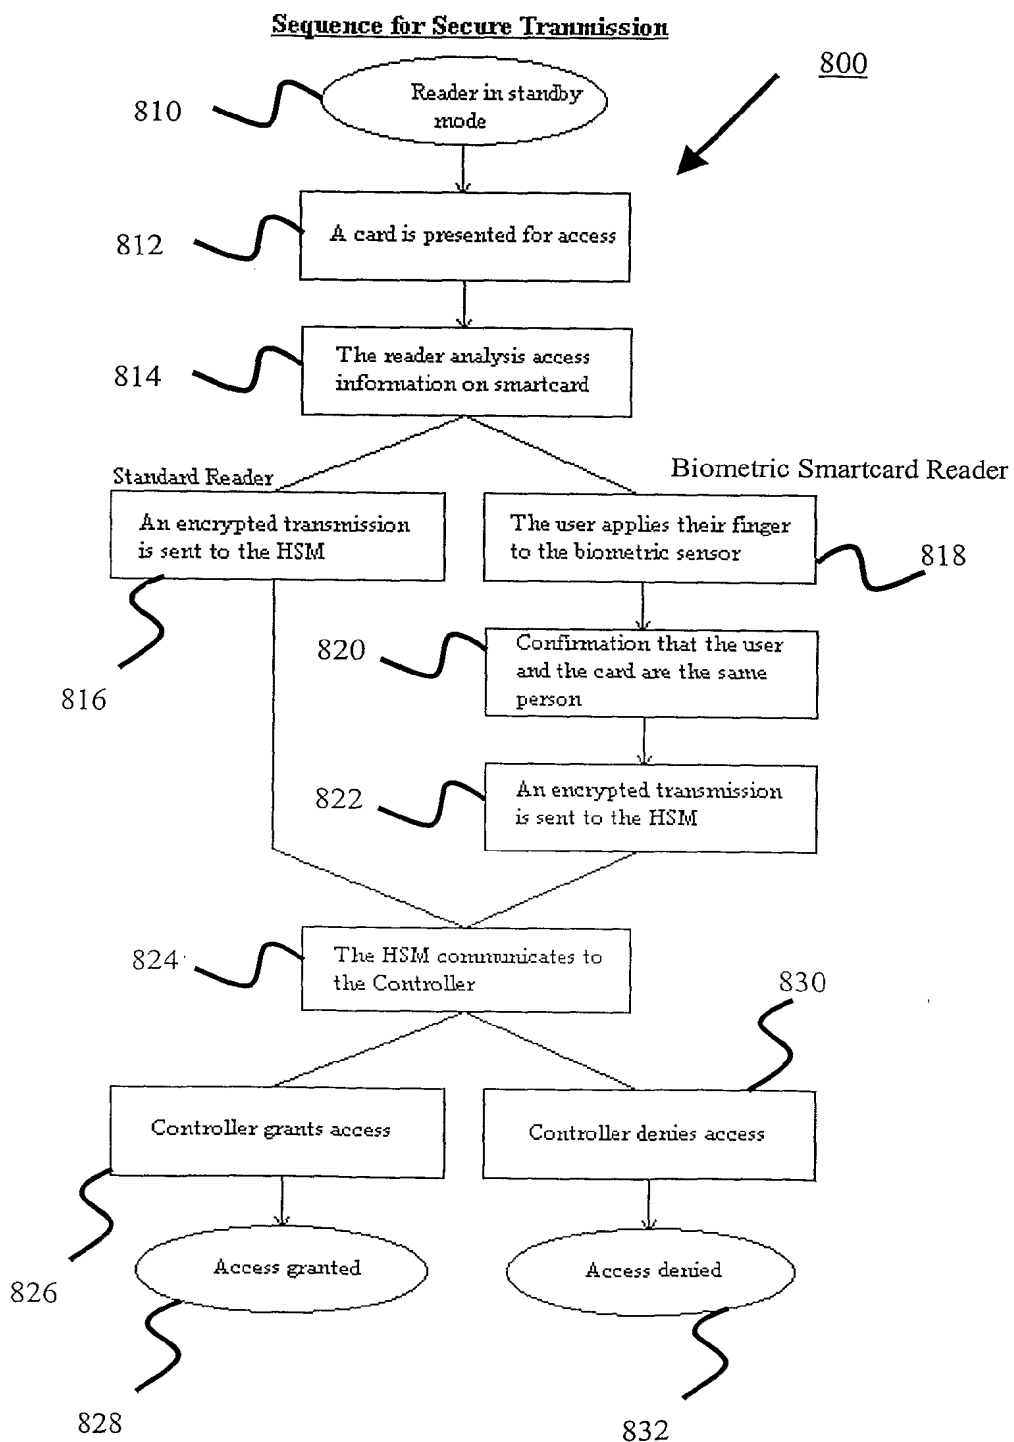 Sequence for Secure Tranmission
800
Reader in standby
mode
810
A card is presented for access
812
The reader analysis access
information on smartcard
814
Standard Reader
Biometric Smartcard Reader
An encrypted transmission
is sent to the HSM
The user applies their finger
to the biometric sensor
818
816
820
Confirmation that the user
and the card are the same
person
822
An encrypted transmission
is sent to the HSM
824
The HSM communicates to
the Controller
830
Controller grants access
Controller denies access
826
Access granted
Access denied
828
832